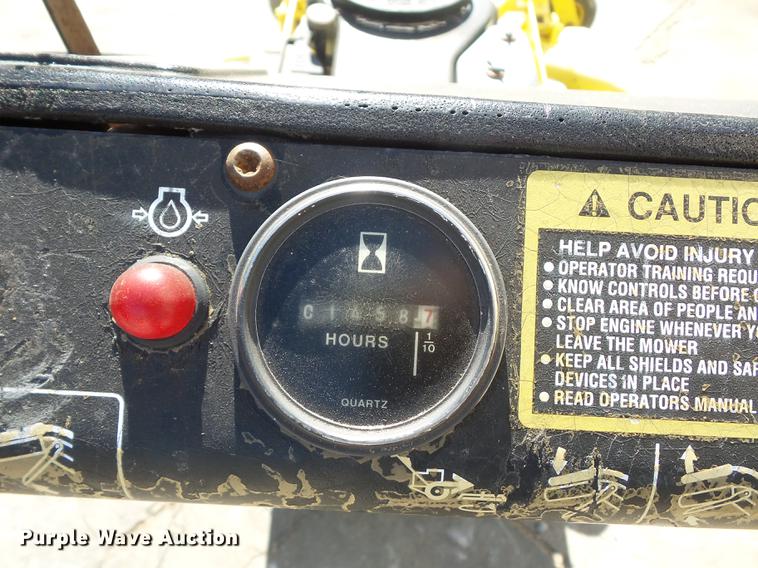 CAUTIO
HELP AVOID INJURY
• OPERATOR TRAINING REQU
• KNOW CONTROLS BEFORE O
• CLEAR AREA OF PEOPLE AN
• STOP ENGINE WHENEVER YO
LEAVE THE MOWER
• KEEP ALL SHIELDS AND SAF
DEVICES IN PLACE
• READ OPERATORS MANUAL
01458 7
HOURS 1/10
QUARTZ
Purple Wave Auction